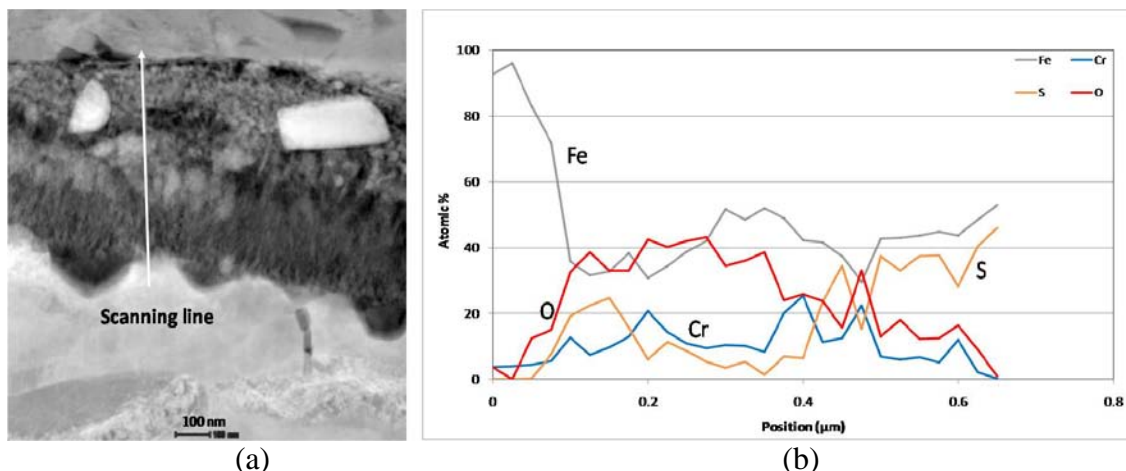 Scanning line
100 nm
(a)
100
80
60
40
20
0
Atomic %
0
0.2
0.4
0.6
0.8
Position (µm)
Fe
Cr
S
O
Fe
O
Cr
S
(b)